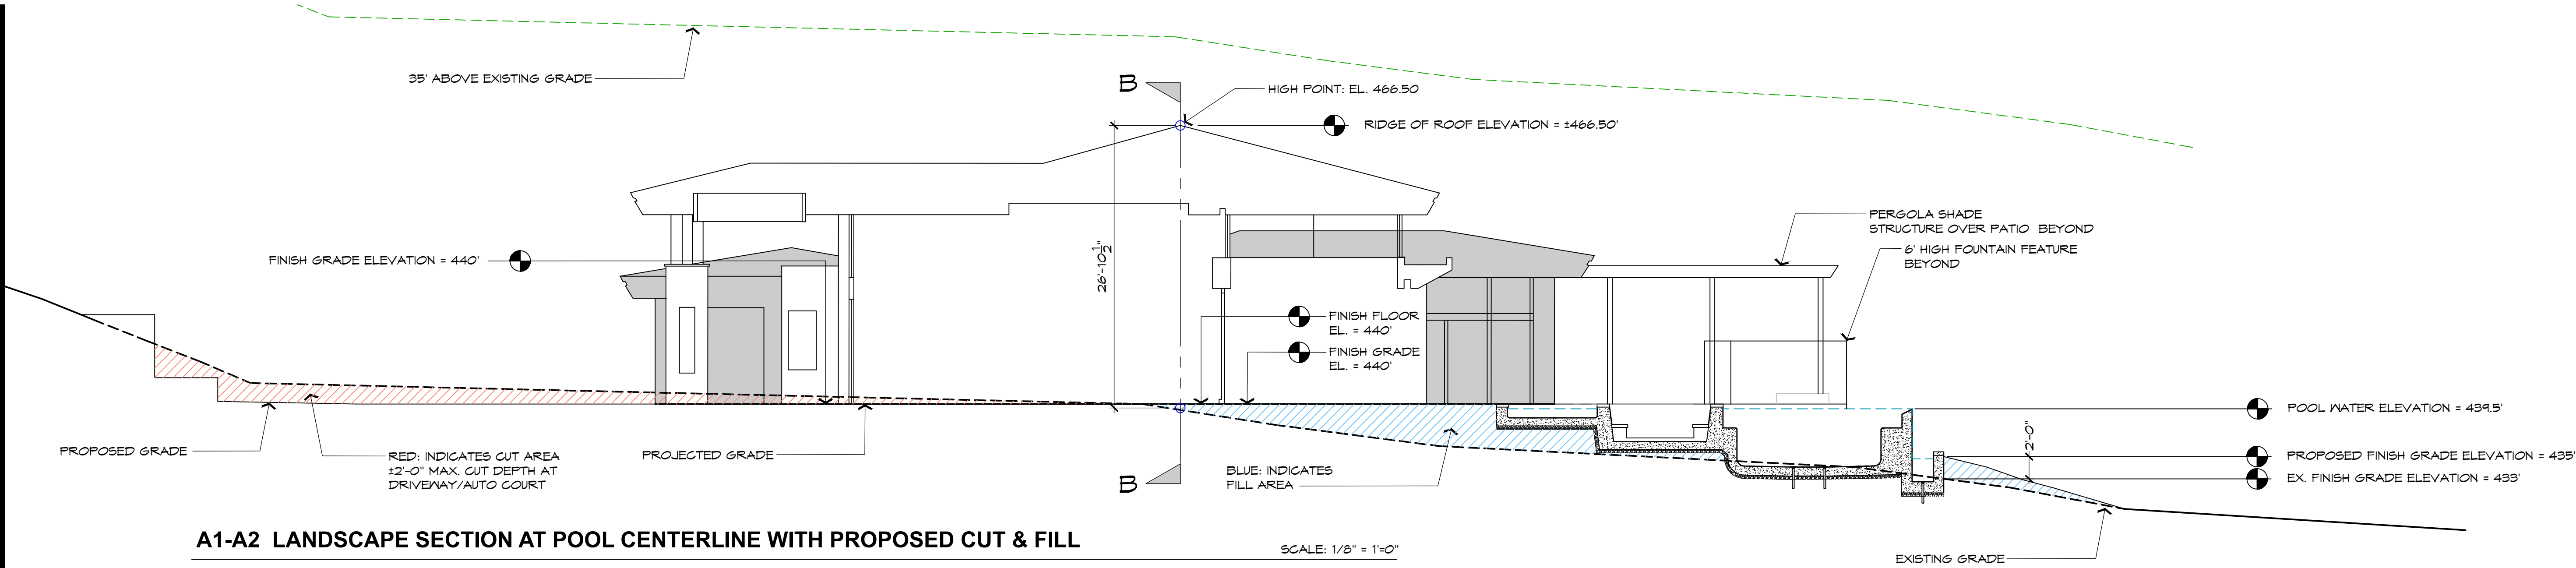 35' ABOVE EXISTING GRADE
B
HIGH POINT: EL. 466.50
RIDGE OF ROOF ELEVATION = ±466.50'
PERGOLA SHADE
STRUCTURE OVER PATIO BEYOND
6' HIGH FOUNTAIN FEATURE
BEYOND
FINISH GRADE ELEVATION = 440'
26'-10 1/2"
FINISH FLOOR
EL. = 440'
FINISH GRADE
EL. = 440'
POOL WATER ELEVATION = 439.5'
2'-0"
PROPOSED FINISH GRADE ELEVATION = 435'
EX. FINISH GRADE ELEVATION = 433'
PROPOSED GRADE
RED: INDICATES CUT AREA
±2'-0" MAX. CUT DEPTH AT
DRIVEWAY/AUTO COURT
PROJECTED GRADE
B
BLUE: INDICATES
FILL AREA
A1-A2 LANDSCAPE SECTION AT POOL CENTERLINE WITH PROPOSED CUT & FILL
SCALE: 1/8" = 1'=0"
EXISTING GRADE